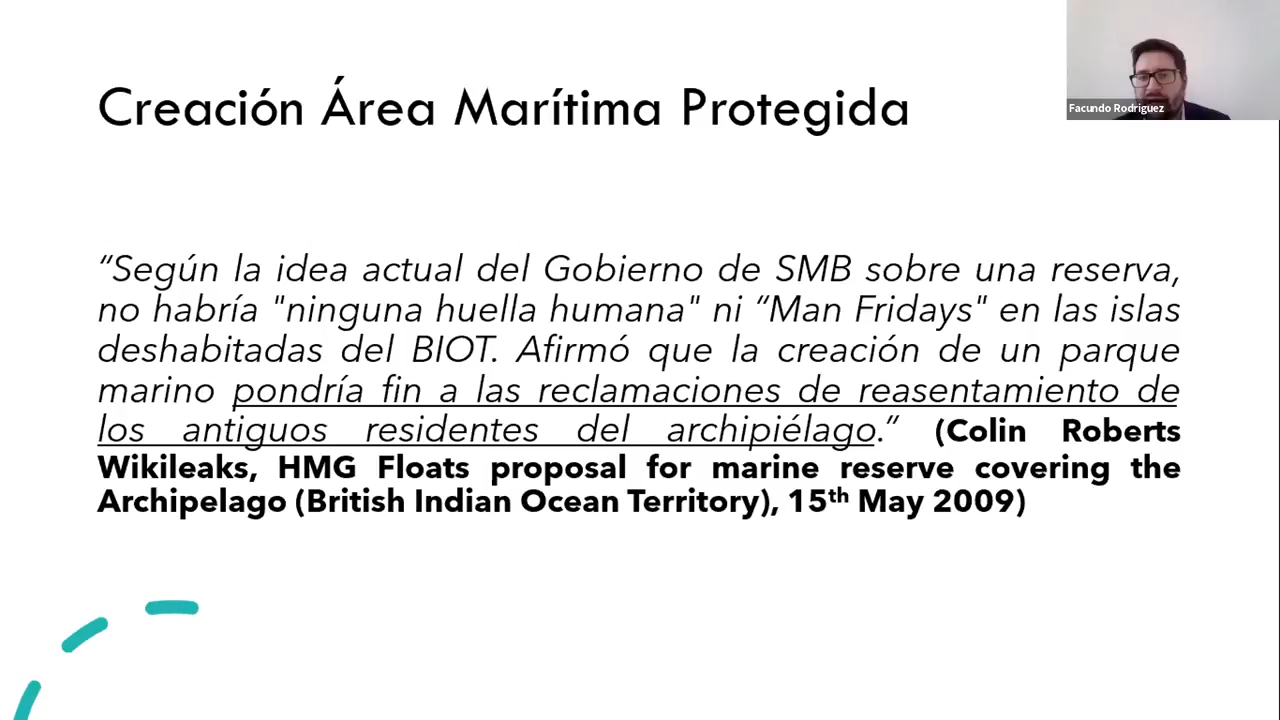 Creación Área Marítima Protegida
Facundo Rodriguez
“Según la idea actual del Gobierno de SMB sobre una reserva,
no habría "ninguna huella humana" ni “Man Fridays" en las islas
deshabitadas del BIOT. Afirmó que la creación de un parque
marino pondría fin a las reclamaciones de reasentamiento de
los antiguos residentes del archipiélago.” (Colin Roberts
Wikileaks, HMG Floats proposal for marine reserve covering the
Archipelago (British Indian Ocean Territory), 15th May 2009)